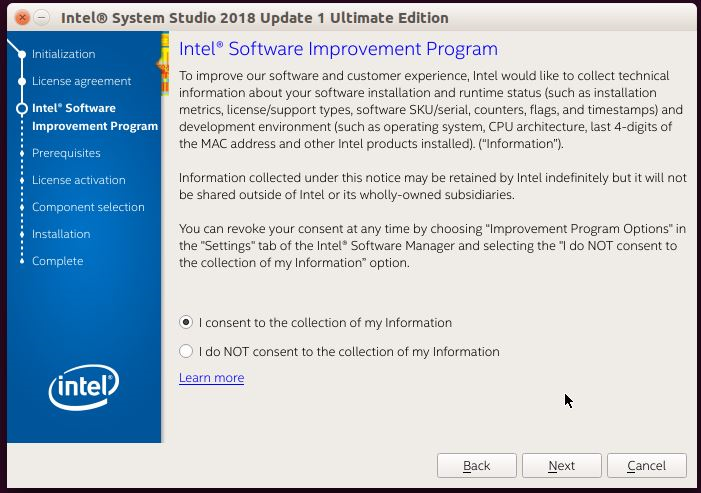 Intel® System Studio 2018 Update 1 Ultimate Edition
Initialization
License agreement
Intel® Software
Improvement Program
Prerequisites
License activation
Component selection
Installation
Complete
intel®
Intel® Software Improvement Program
To improve our software and customer experience, Intel would like to collect technical
information about your software installation and runtime status (such as installation
metrics, license/support types, software SKU/serial, counters, flags, and timestamps) and
development environment (such as operating system, CPU architecture, last 4-digits of
the MAC address and other Intel products installed). (“Information”).
Information collected under this notice may be retained by Intel indefinitely but it will not
be shared outside of Intel or its wholly-owned subsidiaries.
You can revoke your consent at any time by choosing "Improvement Program Options" in
the "Settings" tab of the Intel® Software Manager and selecting the "I do NOT consent to
the collection of my Information” option.
I consent to the collection of my Information
I do NOT consent to the collection of my Information
Learn more
Back
Next
Cancel